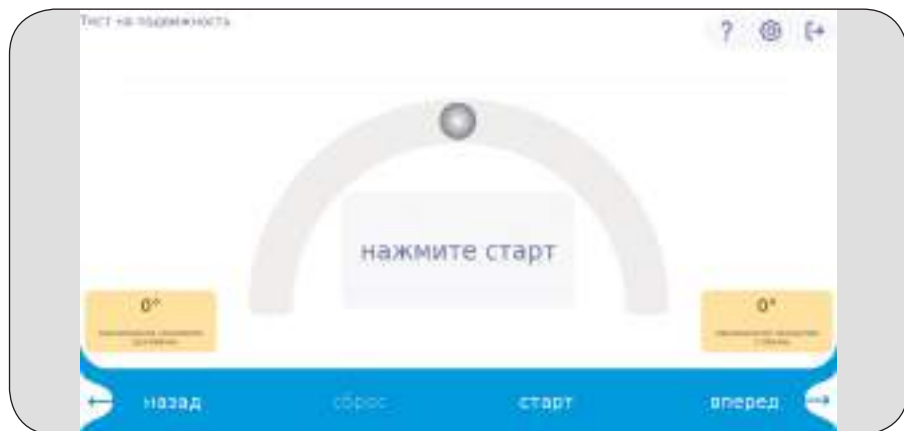 Тест на подвижность
?
нажмите старт
0°
0°
назад
сброс
старт
вперед